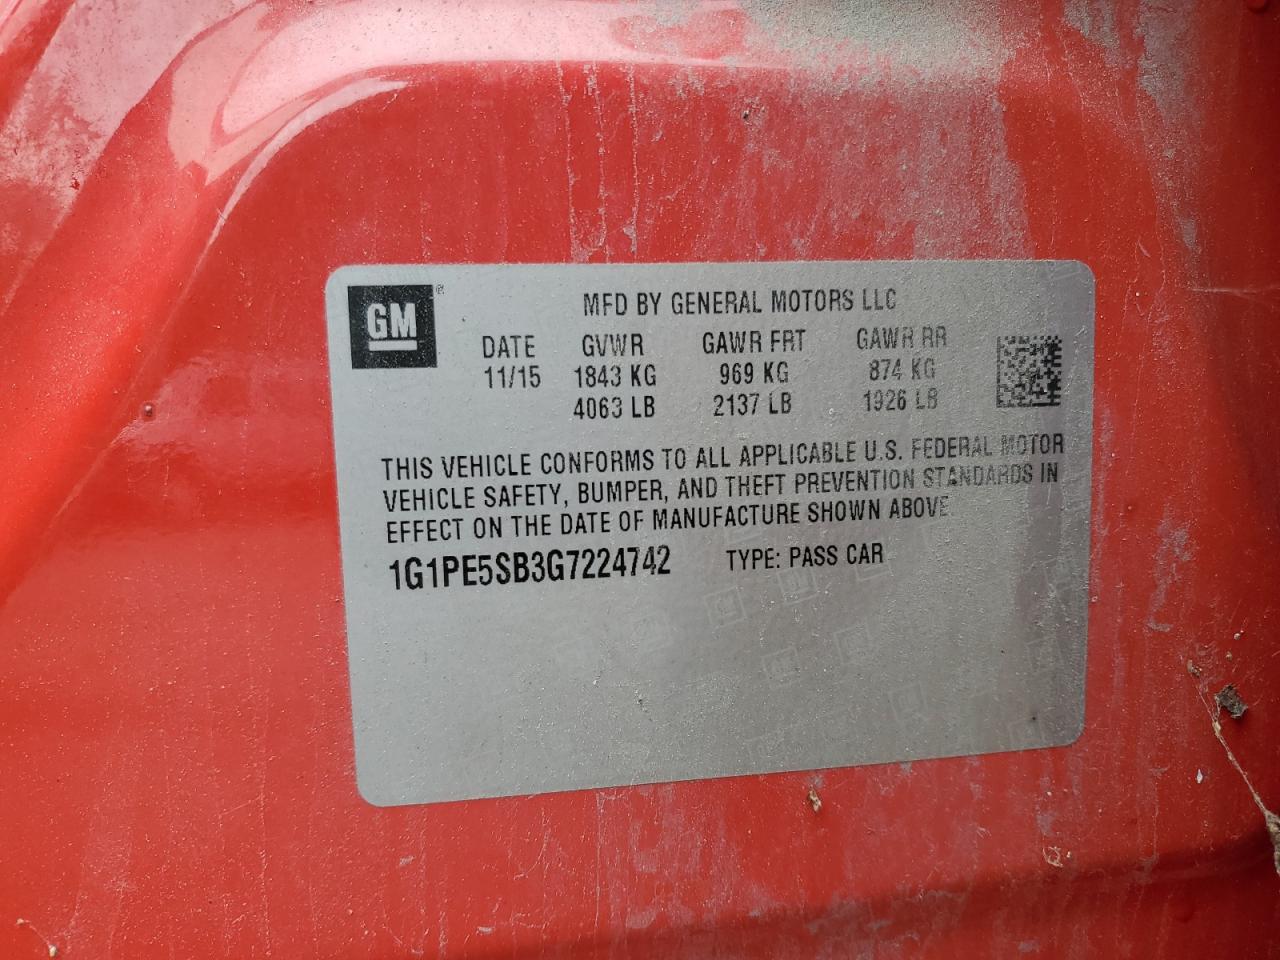 GM®
MFD BY GENERAL MOTORS LLC
DATE GVWR GAWR FRT GAWR RR
11/15 1843 KG 969 KG 874 KG
4063 LB 2137 LB 1926 LB
THIS VEHICLE CONFORMS TO ALL APPLICABLE U.S. FEDERAL MOTOR
VEHICLE SAFETY, BUMPER, AND THEFT PREVENTION STANDARDS IN
EFFECT ON THE DATE OF MANUFACTURE SHOWN ABOVE.
1G1PE5SB3G7224742 TYPE: PASS CAR